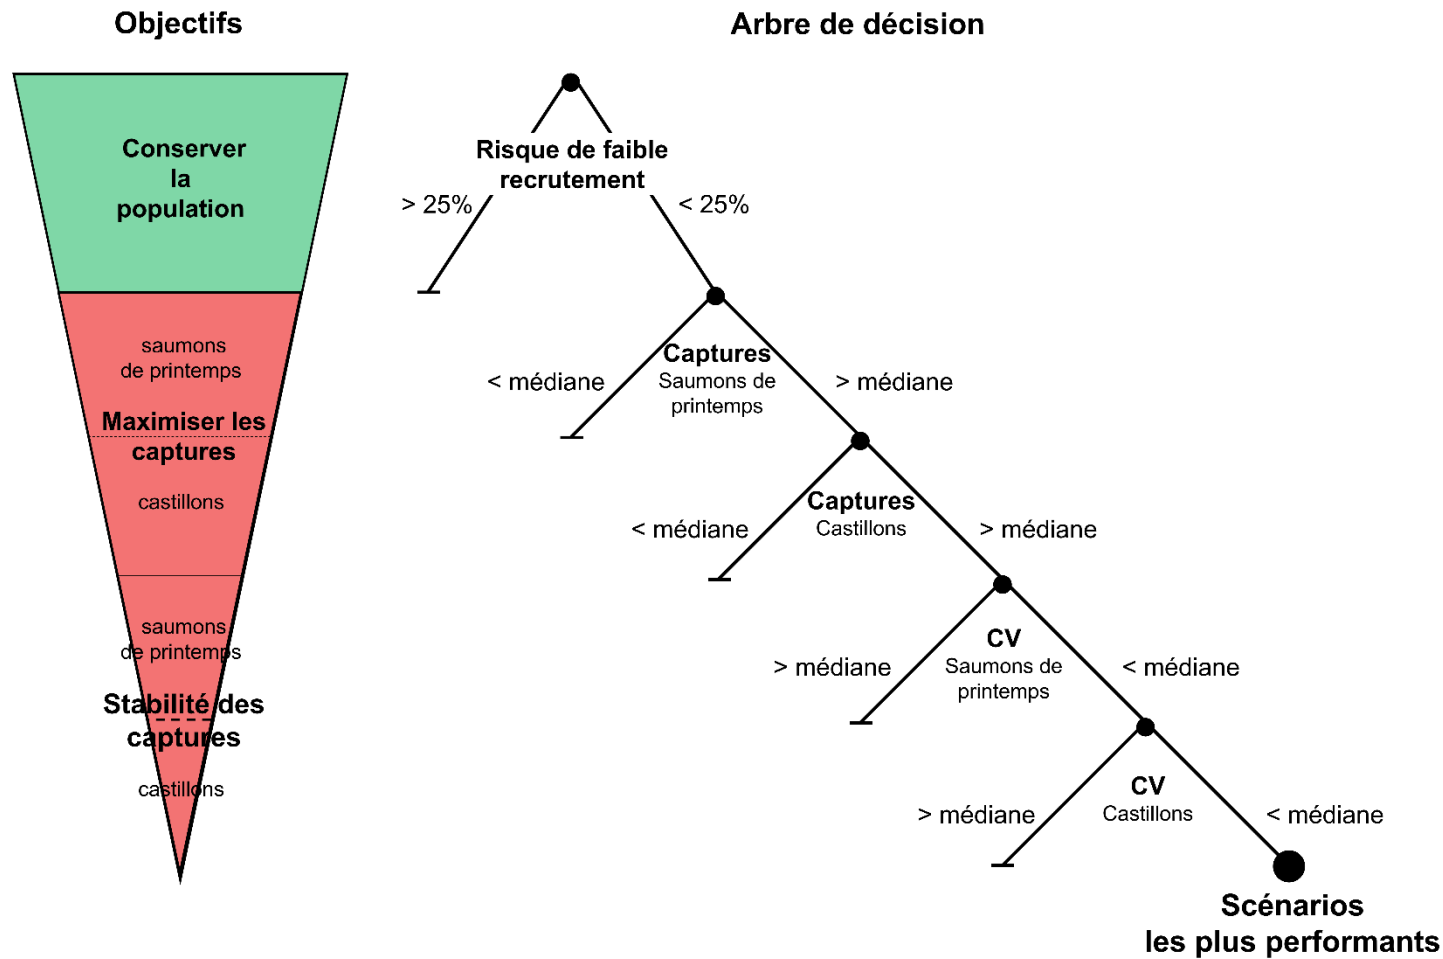 Objectifs
Conserver
la
population
saumons
de printemps
Maximiser les
captures
castillons
saumons
de printemps
Stabilité des
captures
castillons
Arbre de décision
Risque de faible
recrutement
> 25%
< 25%
Captures
Saumons de
printemps
< médiane
> médiane
Captures
Castillons
< médiane
> médiane
CV
Saumons de
printemps
> médiane
< médiane
CV
Castillons
> médiane
< médiane
Scénarios
les plus performants